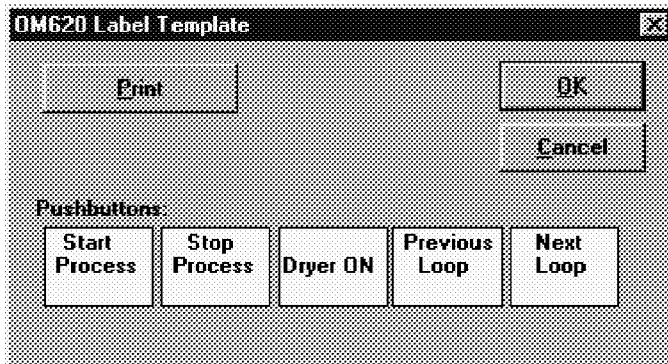 OM620 Label Template
Print
OK
Cancel
Pushbuttons:
Start Process
Stop Process
Dryer ON
Previous Loop
Next Loop